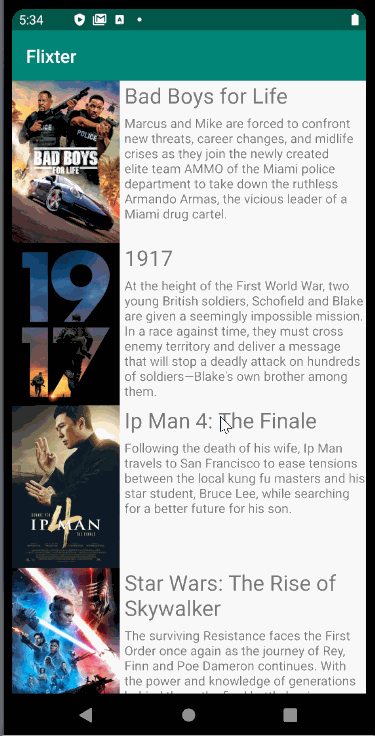 5:34
Flixter
Bad Boys for Life
Marcus and Mike are forced to confront
new threats, career changes, and midlife
crises as they join the newly created
elite team AMMO of the Miami police
department to take down the ruthless
Armando Armas, the vicious leader of a
Miami drug cartel.
POLICE
BAD BOYS
FOR LIFE
1917
At the height of the First World War, two
young British soldiers, Schofield and Blake
are given a seemingly impossible mission.
In a race against time, they must cross
enemy territory and deliver a message
that will stop a deadly attack on hundreds
of soldiers—Blake's own brother among
them.
19
17
Ip Man 4: The Finale
Following the death of his wife, Ip Man
travels to San Francisco to ease tensions
between the local kung fu masters and his
star student, Bruce Lee, while searching
for a better future for his son.
IP MAN
4
THE FINALE
Star Wars: The Rise of
Skywalker
The surviving Resistance faces the First
Order once again as the journey of Rey,
Finn and Poe Dameron continues. With
the power and knowledge of generations